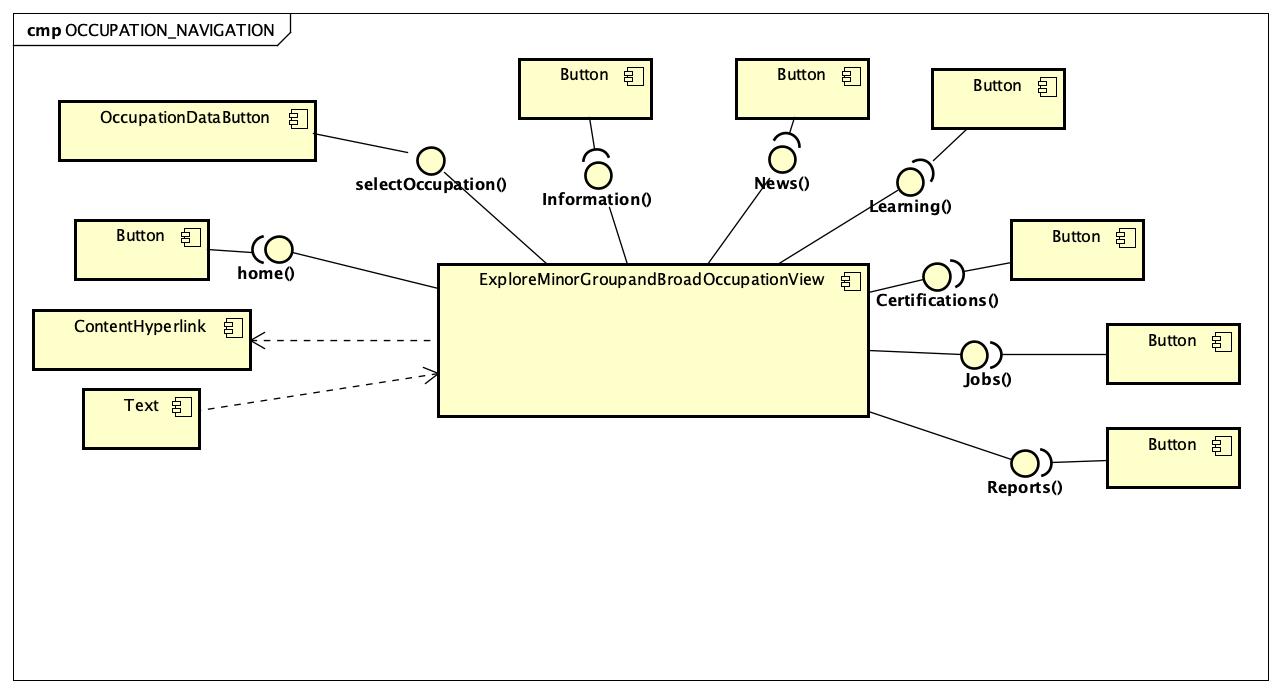 cmp OCCUPATION_NAVIGATION
Button
Button
Button
OccupationDataButton
selectOccupation()
Information()
News()
Learning()
Button
home()
Button
Certifications()
ExploreMinorGroupandBroadOccupationView
ContentHyperlink
Button
Jobs()
Text
Button
Reports()